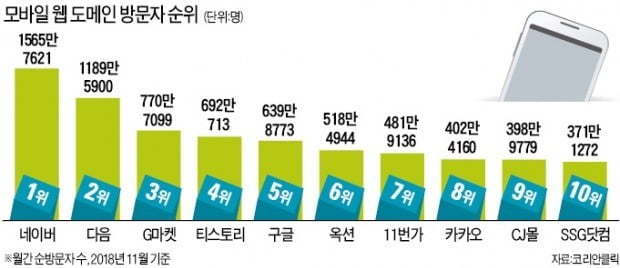 모바일 웹 도메인 방문자 순위 (단위:명)
1565만
7621
1189만
5900
770만
7099
692만
713
639만
8773
518만
4944
481만
9136
402만
4160
398만
9779
371만
1272
1위 2위 3위 4위 5위 6위 7위 8위 9위 10위
네이버 다음 G마켓 티스토리 구글 옥션 11번가 카카오 CJ몰 SSG닷컴
※월간 순방문자 수, 2018년 11월 기준 자료:코리안클릭